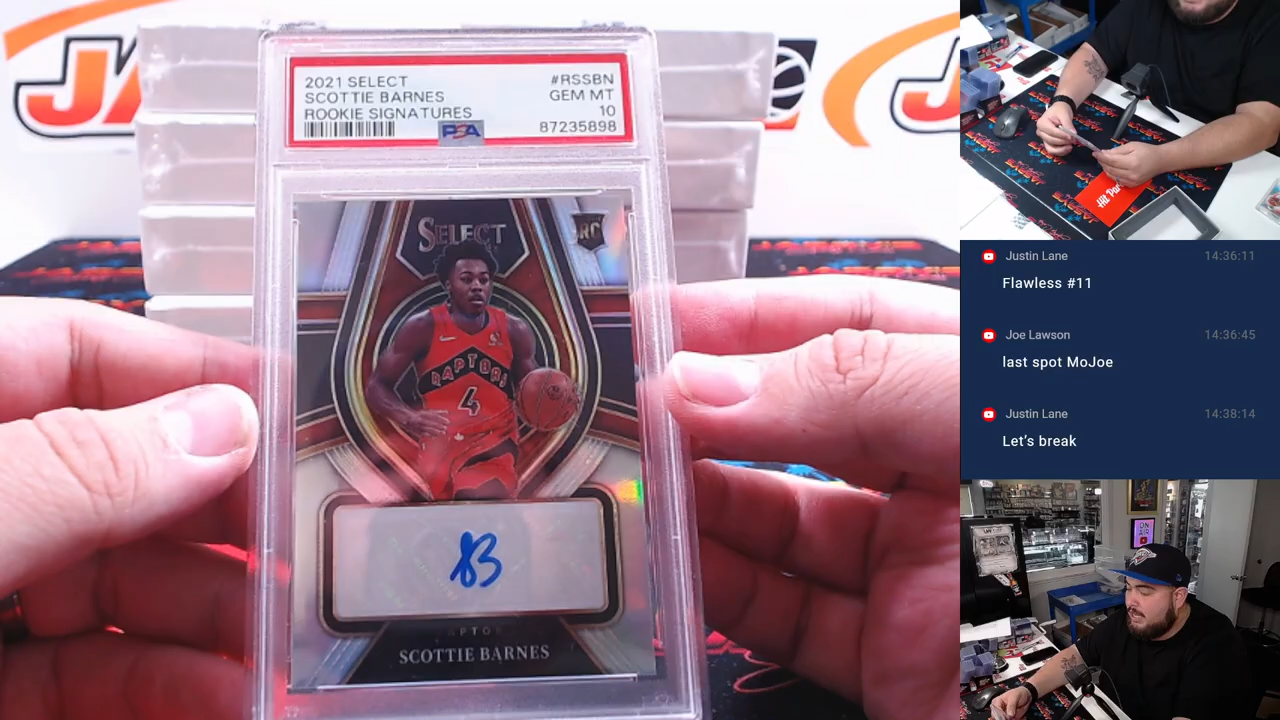 2021 SELECT #RSSBN
SCOTTIE BARNES GEM MT
ROOKIE SIGNATURES 10
PSA 87235898
SELECT RC
RAPTORS
4
SCOTTIE BARNES
Justin Lane 14:36:11
Flawless #11
Joe Lawson 14:36:45
last spot MoJoe
Justin Lane 14:38:14
Let's break
ON
AIR